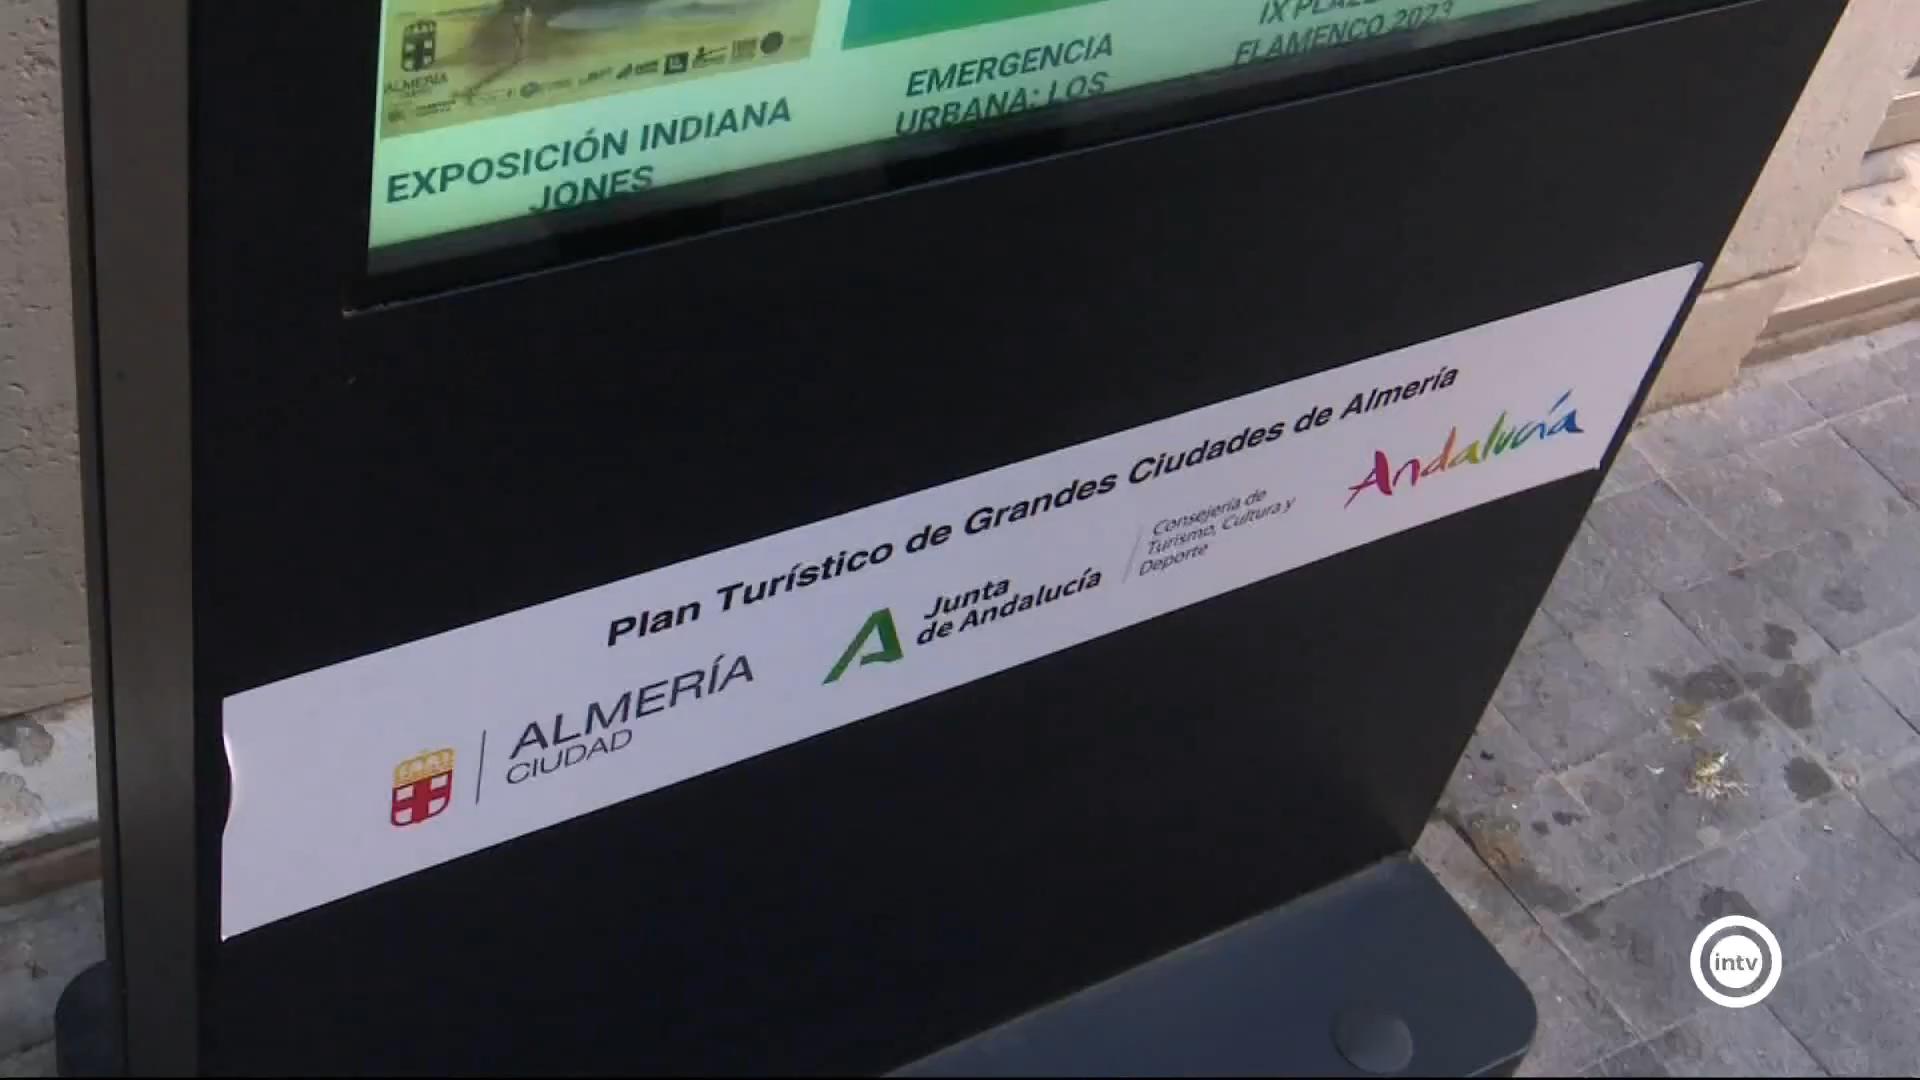 ALMERÍA
EXPOSICIÓN INDIANA
JONES
EMERGENCIA
URBANA: LOS
FLAMENCO 2023
Plan Turístico de Grandes Ciudades de Almería
ALMERÍA
CIUDAD
Junta
de Andalucía
Consejería de
Turismo, Cultura y
Deporte
Andalucía
intv